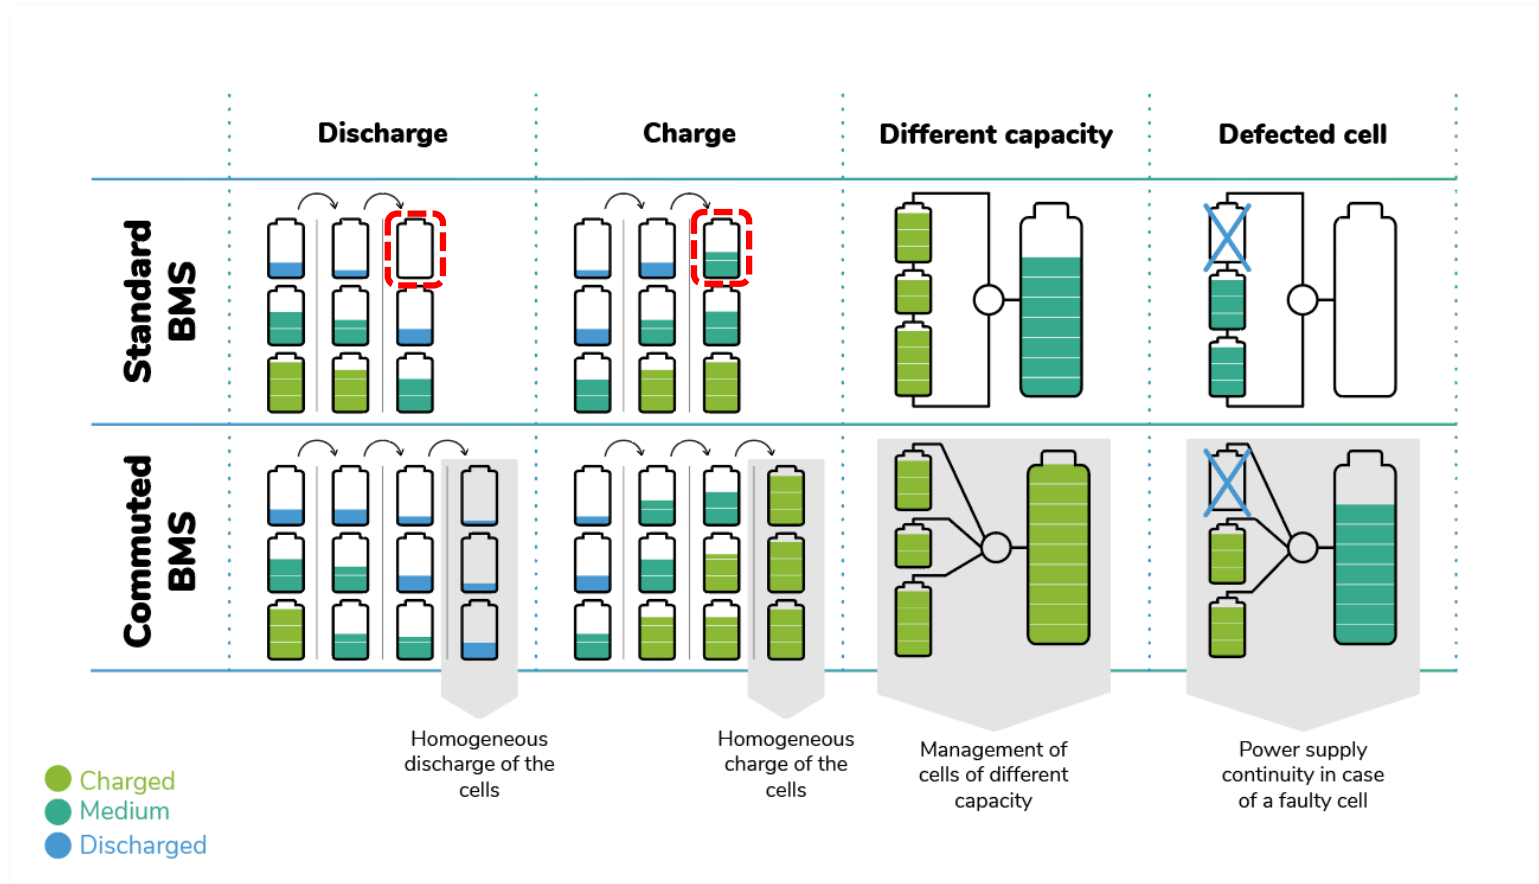 Discharge
Charge
Different capacity
Defected cell
Standard
BMS
Commuted
BMS
Homogeneous
discharge of the
cells
Homogeneous
charge of the
cells
Management of
cells of different
capacity
Power supply
continuity in case
of a faulty cell
Charged
Medium
Discharged